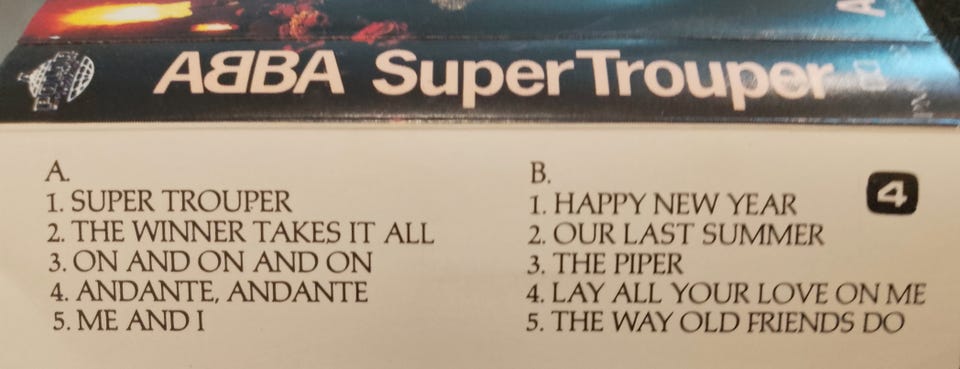 ABBA Super Trouper
A.
1. SUPER TROUPER
2. THE WINNER TAKES IT ALL
3. ON AND ON AND ON
4. ANDANTE, ANDANTE
5. ME AND I
B.
1. HAPPY NEW YEAR
2. OUR LAST SUMMER
3. THE PIPER
4. LAY ALL YOUR LOVE ON ME
5. THE WAY OLD FRIENDS DO
4